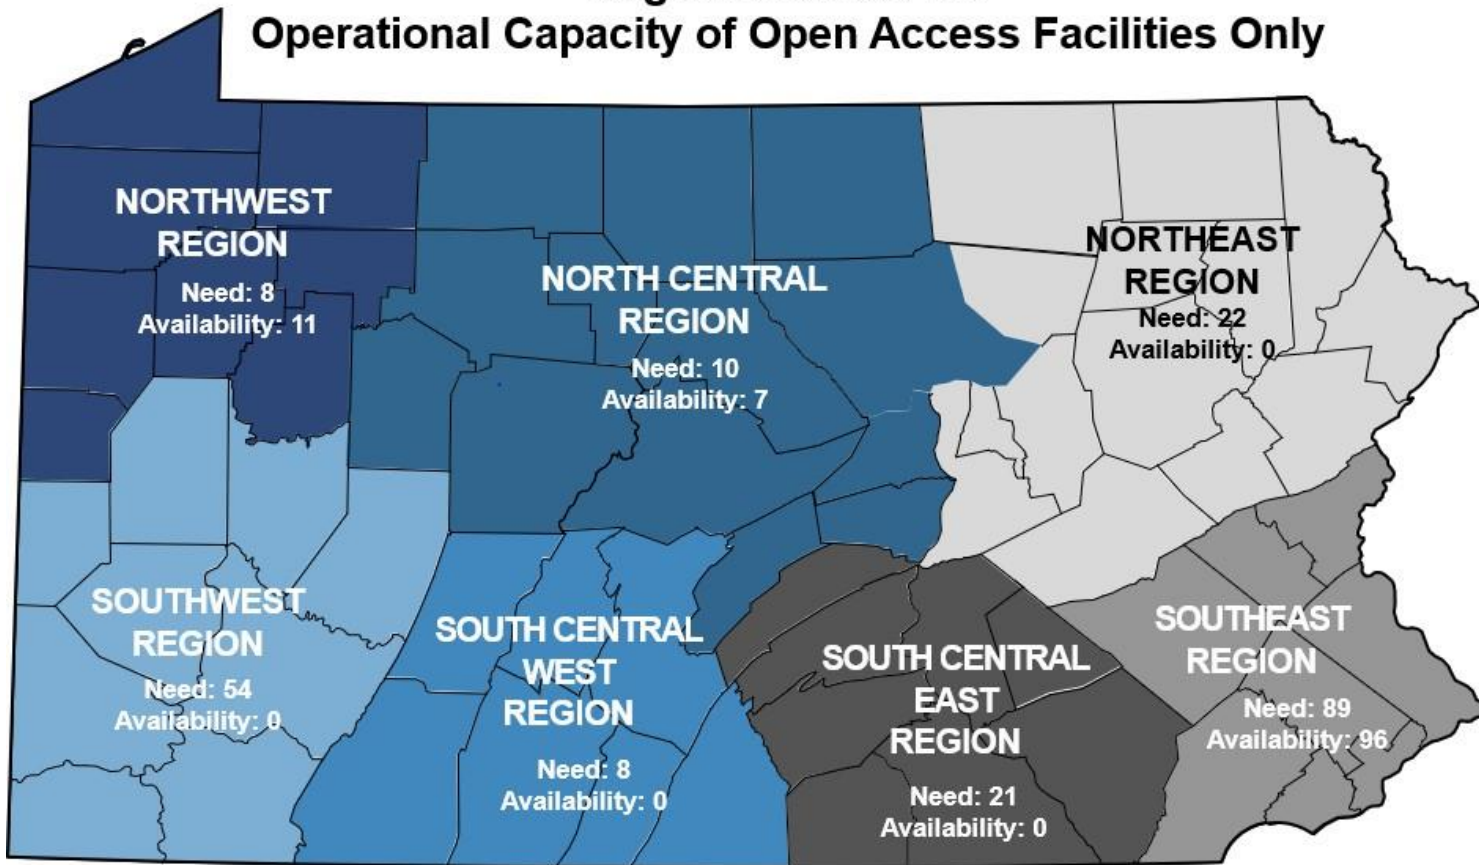 Operational Capacity of Open Access Facilities Only
NORTHWEST
REGION
Need: 8
Availability: 11
NORTH CENTRAL
REGION
Need: 10
Availability: 7
NORTHEAST
REGION
Need: 22
Availability: 0
SOUTHWEST
REGION
Need: 54
Availability: 0
SOUTH CENTRAL
WEST
REGION
Need: 8
Availability: 0
SOUTH CENTRAL
EAST
REGION
Need: 21
Availability: 0
SOUTHEAST
REGION
Need: 89
Availability: 96